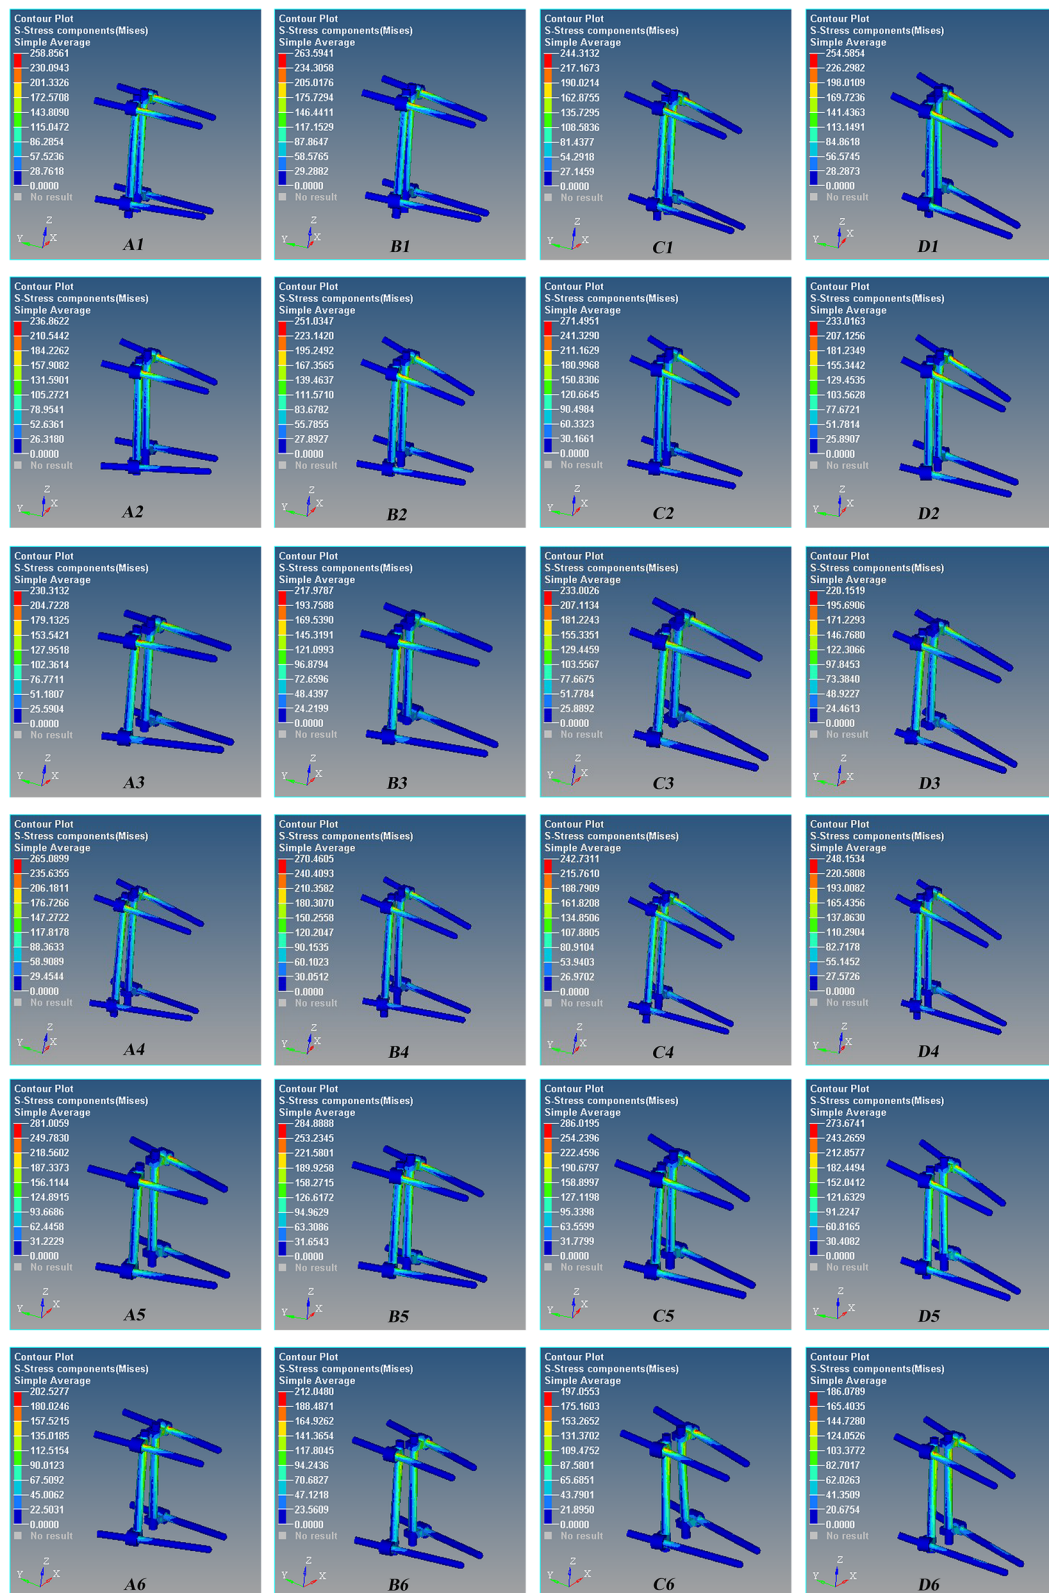 Contour Plot
S-Stress components(Mises)
Simple Average
258.8561
230.0943
201.3326
172.5708
143.8090
115.0472
86.2854
57.5236
28.7618
0.0000
No result
Z
Y
X
A1
Contour Plot
S-Stress components(Mises)
Simple Average
263.5941
234.3058
205.0176
175.7294
146.4411
117.1529
87.8647
58.5765
29.2882
0.0000
No result
Z
Y
X
B1
Contour Plot
S-Stress components(Mises)
Simple Average
244.3132
217.1673
190.0214
162.8755
135.7295
108.5836
81.4377
54.2918
27.1459
0.0000
No result
Z
Y
X
C1
Contour Plot
S-Stress components(Mises)
Simple Average
254.5854
226.2982
198.0109
169.7236
141.4363
113.1491
84.8618
56.5745
28.2873
0.0000
No result
Z
Y
X
D1
Contour Plot
S-Stress components(Mises)
Simple Average
236.8622
210.5442
184.2262
157.9082
131.5901
105.2721
78.9541
52.6361
26.3180
0.0000
No result
Z
Y
X
A2
Contour Plot
S-Stress components(Mises)
Simple Average
251.0347
223.1420
195.2492
167.3565
139.4637
111.5710
83.6782
55.7855
27.8927
0.0000
No result
Z
Y
X
B2
Contour Plot
S-Stress components(Mises)
Simple Average
271.4951
241.3290
211.1629
180.9968
150.8306
120.6645
90.4984
60.3323
30.1661
0.0000
No result
Z
Y
X
C2
Contour Plot
S-Stress components(Mises)
Simple Average
233.0163
207.1256
181.2349
155.3442
129.4535
103.5628
77.6721
51.7814
25.8907
0.0000
No result
Z
Y
X
D2
Contour Plot
S-Stress components(Mises)
Simple Average
230.3132
204.7228
179.1325
153.5421
127.9518
102.3614
76.7711
51.1807
25.5904
0.0000
No result
Z
Y
X
A3
Contour Plot
S-Stress components(Mises)
Simple Average
217.9787
193.7588
169.5390
145.3191
121.0993
96.8794
72.6596
48.4397
24.2199
0.0000
No result
Z
Y
X
B3
Contour Plot
S-Stress components(Mises)
Simple Average
233.0026
207.1134
181.2243
155.3351
129.4459
103.5567
77.6675
51.7784
25.8892
0.0000
No result
Z
Y
X
C3
Contour Plot
S-Stress components(Mises)
Simple Average
220.1519
195.6906
171.2293
146.7680
122.3066
97.8453
73.3840
48.9227
24.4613
0.0000
No result
Z
Y
X
D3
Contour Plot
S-Stress components(Mises)
Simple Average
265.0899
235.6355
206.1811
176.7266
147.2722
117.8178
88.3633
58.9089
29.4544
0.0000
No result
Z
Y
X
A4
Contour Plot
S-Stress components(Mises)
Simple Average
270.4605
240.4093
210.3582
180.3070
150.2558
120.2047
90.1535
60.1023
30.0512
0.0000
No result
Z
Y
X
B4
Contour Plot
S-Stress components(Mises)
Simple Average
242.7311
215.7610
188.7909
161.8208
134.8506
107.8805
80.9104
53.9403
26.9702
0.0000
No result
Z
Y
X
C4
Contour Plot
S-Stress components(Mises)
Simple Average
248.1534
220.5808
193.0082
165.4356
137.8630
110.2904
82.7178
55.1452
27.5726
0.0000
No result
Z
Y
X
D4
Contour Plot
S-Stress components(Mises)
Simple Average
281.0059
249.7830
218.5602
187.3373
156.1144
124.8915
93.6686
62.4458
31.2229
0.0000
No result
Z
Y
X
A5
Contour Plot
S-Stress components(Mises)
Simple Average
284.8888
253.2345
221.5801
189.9258
158.2715
126.6172
94.9629
63.3086
31.6543
0.0000
No result
Z
Y
X
B5
Contour Plot
S-Stress components(Mises)
Simple Average
286.0195
254.2396
222.4596
190.6797
158.8997
127.1198
95.3398
63.5599
31.7799
0.0000
No result
Z
Y
X
C5
Contour Plot
S-Stress components(Mises)
Simple Average
273.6741
243.2659
212.8577
182.4494
152.0412
121.6329
91.2247
60.8165
30.4082
0.0000
No result
Z
Y
X
D5
Contour Plot
S-Stress components(Mises)
Simple Average
202.5277
180.0246
157.5215
135.0185
112.5154
90.0123
67.5092
45.0062
22.5031
0.0000
No result
Z
Y
X
A6
Contour Plot
S-Stress components(Mises)
Simple Average
212.0480
188.4871
164.9262
141.3654
117.8045
94.2436
70.6827
47.1218
23.5609
0.0000
No result
Z
Y
X
B6
Contour Plot
S-Stress components(Mises)
Simple Average
197.0553
175.1603
153.2652
131.3702
109.4752
87.5801
65.6851
43.7901
21.8950
0.0000
No result
Z
Y
X
C6
Contour Plot
S-Stress components(Mises)
Simple Average
186.0789
165.4035
144.7280
124.0526
103.3772
82.7017
62.0263
41.3509
20.6754
0.0000
No result
Z
Y
X
D6